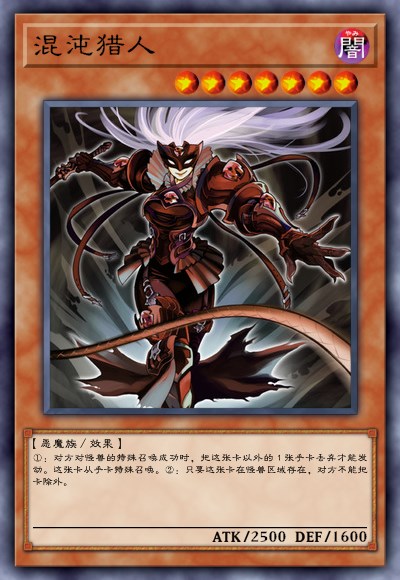 混沌猎人
やみ
闇
【恶魔族／效果】
①：对方对怪兽的特殊召唤成功时，把这张卡以外的１张手卡丢弃才能发
动。这张卡从手卡特殊召唤。②：只要这张卡在怪兽区域存在，对方不能把
卡除外。
ATK/2500 DEF/1600